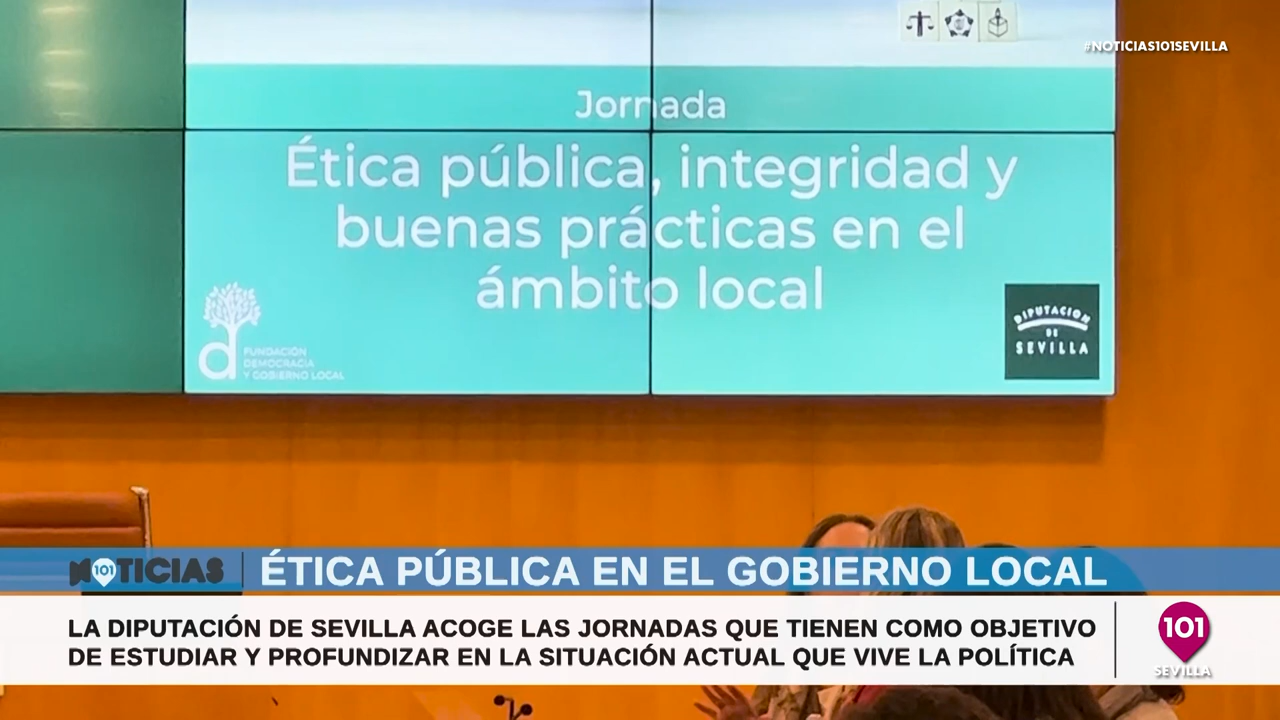 #NOTICIAS101SEVILLA
Jornada
Ética pública, integridad y
buenas prácticas en el
ámbito local
d
FUNDACIÓN
DEMOCRACIA
Y GOBIERNO LOCAL
DIPUTACION
DE
SEVILLA
NOTICIAS
101
ÉTICA PÚBLICA EN EL GOBIERNO LOCAL
LA DIPUTACIÓN DE SEVILLA ACOGE LAS JORNADAS QUE TIENEN COMO OBJETIVO
DE ESTUDIAR Y PROFUNDIZAR EN LA SITUACIÓN ACTUAL QUE VIVE LA POLÍTICA
101
SEVILLA